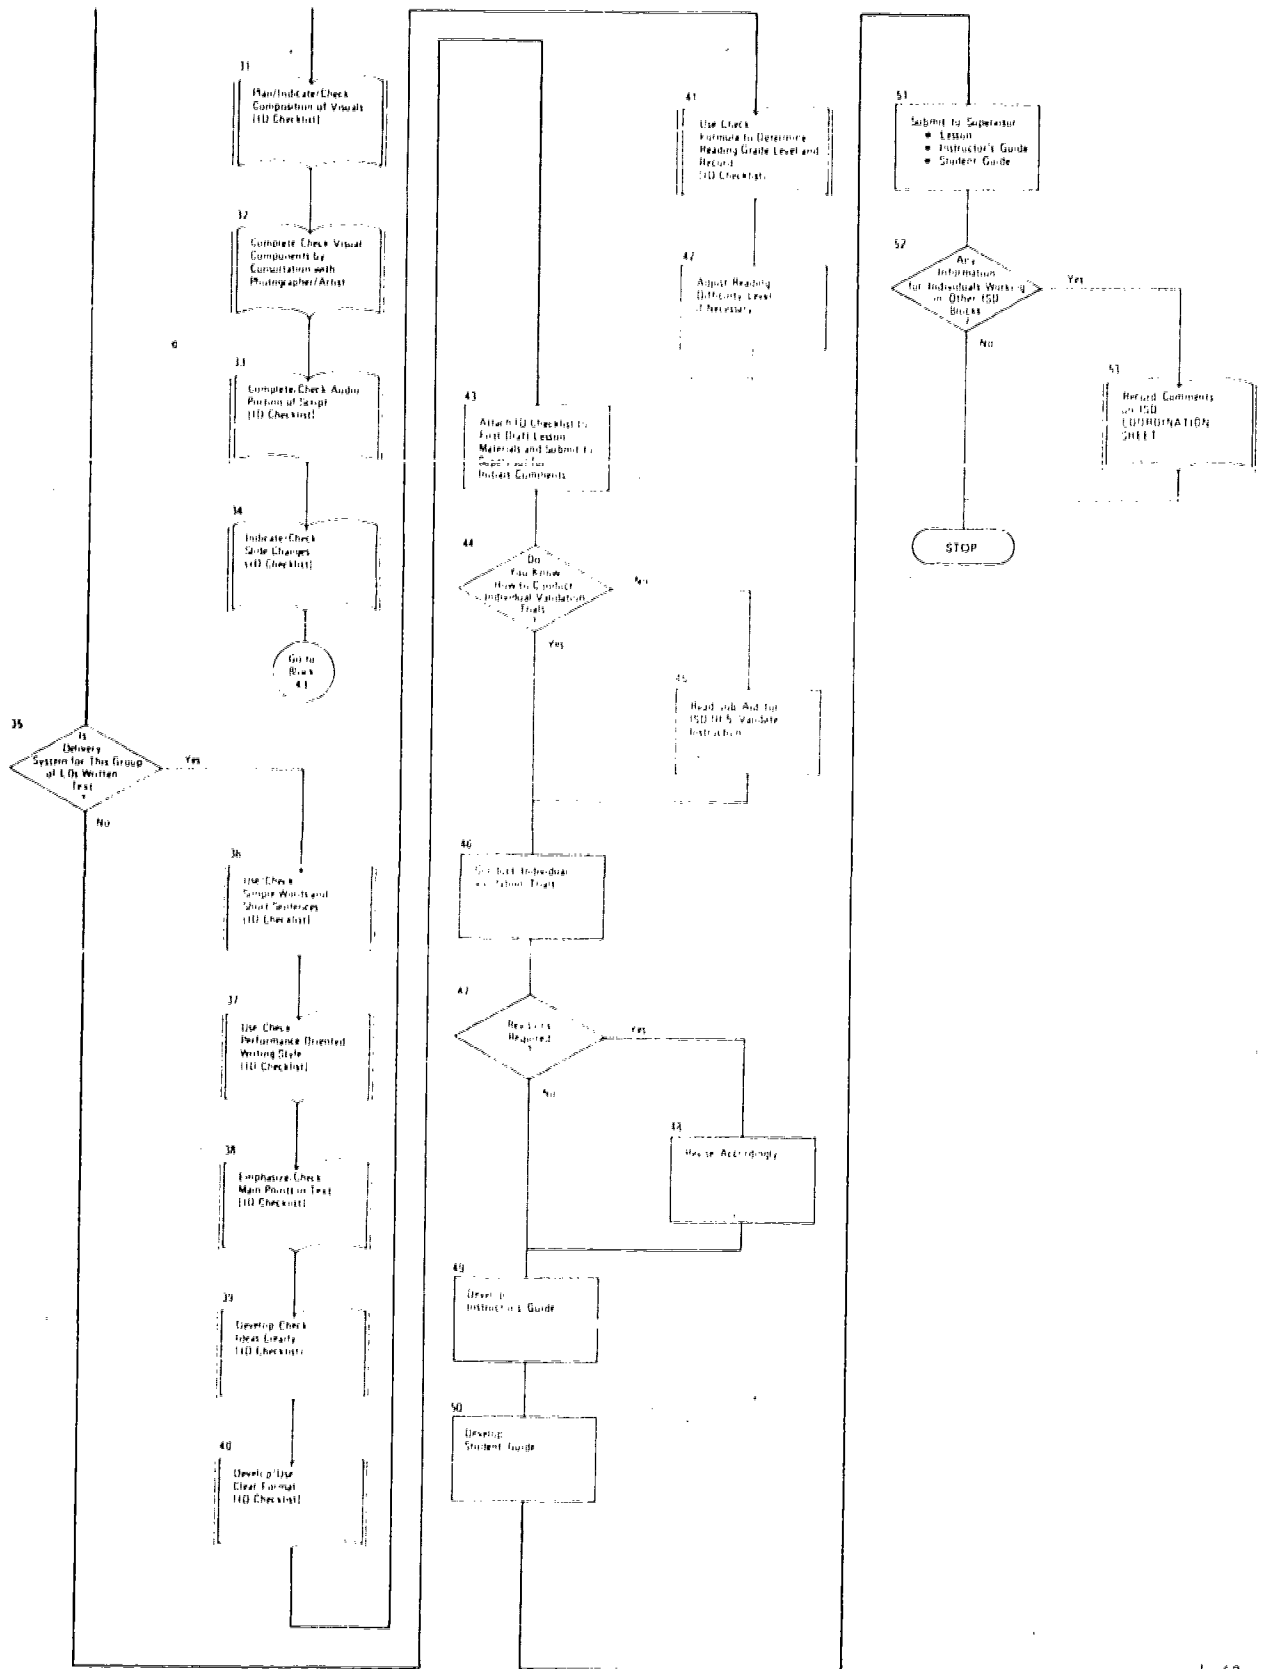 31
Plan/Indicate/Check
Composition of Visuals
(ID Checklist)
32
Complete Check Visual
Components by
Consultation with
Photographer/Artist
33
Complete/Check Audio
Portion of Script
(ID Checklist)
34
Indicate/Check
Slide Changes
(ID Checklist)
Go to
Block
43
35
Is
Delivery
System for This Group
of LOs Written
Text
?
Yes
No
36
Use/Check
Simple Words and
Short Sentences
(ID Checklist)
37
Use Check
Performance Oriented
Writing Style
(ID Checklist)
38
Emphasize/Check
Main Points in Text
(ID Checklist)
39
Develop Check
Ideas Clearly
(ID Checklist)
40
Develop/Use
Clear Format
(ID Checklist)
41
Use Check
Formula to Determine
Reading Grade Level and
Record
(ID Checklist)
42
Adjust Reading
Difficulty Level
if Necessary
43
Attach ID Checklist to
First Draft Lesson
Materials and Submit to
Supervisor for
Comments
44
Do
You Know
How to Conduct
Individual Validation
Trials
?
No
Yes
45
Read Job Aid for
Validate
Instruction
46
Conduct Individual
Trials
47
Revisions
Required
?
Yes
No
48
Revise Accordingly
49
Develop
Instructor's Guide
50
Develop
Student Guide
51
Submit to Supervisor
• Lesson
• Instructor's Guide
• Student Guide
52
Any
Information
for Individuals Working
in Other ISD
Blocks
?
Yes
No
53
Record Comments
on ISD
COORDINATION
SHEET
STOP